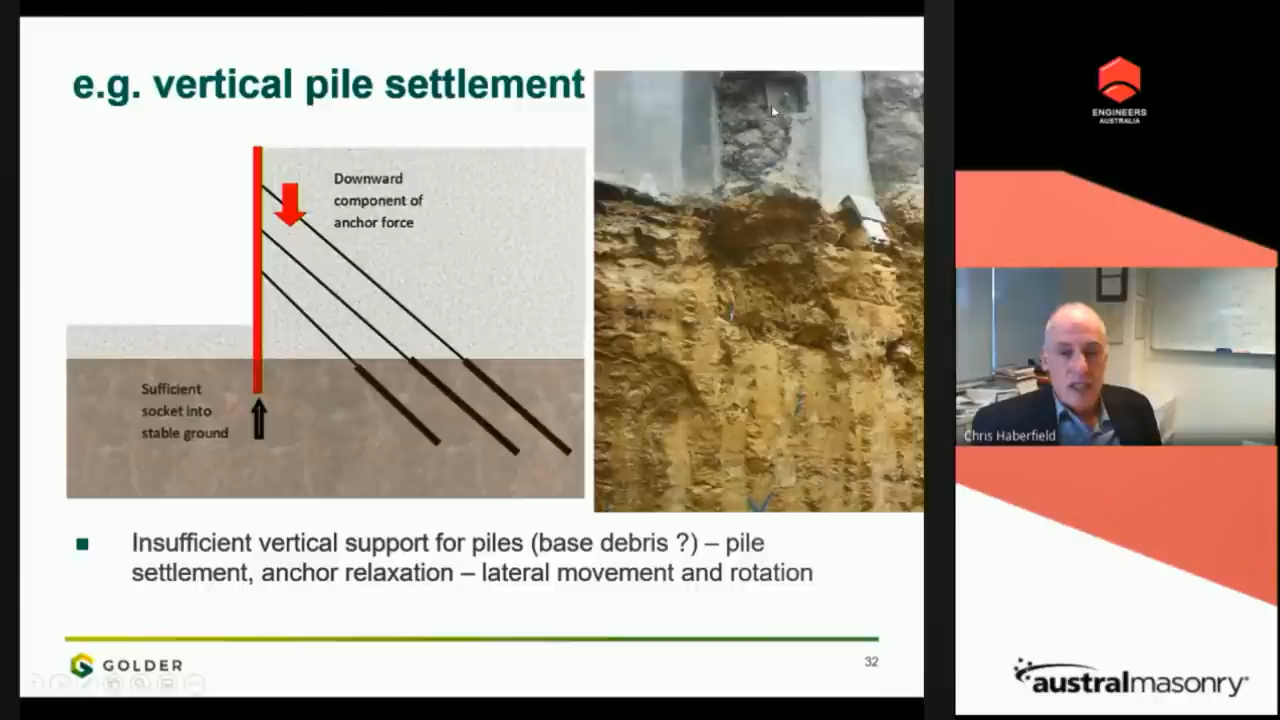 e.g. vertical pile settlement
Downward
component of
anchor force
Sufficient
socket into
stable ground
■ Insufficient vertical support for piles (base debris ?) – pile
settlement, anchor relaxation – lateral movement and rotation
GOLDER
32
ENGINEERS
AUSTRALIA
Chris Haberfield
australmasonry